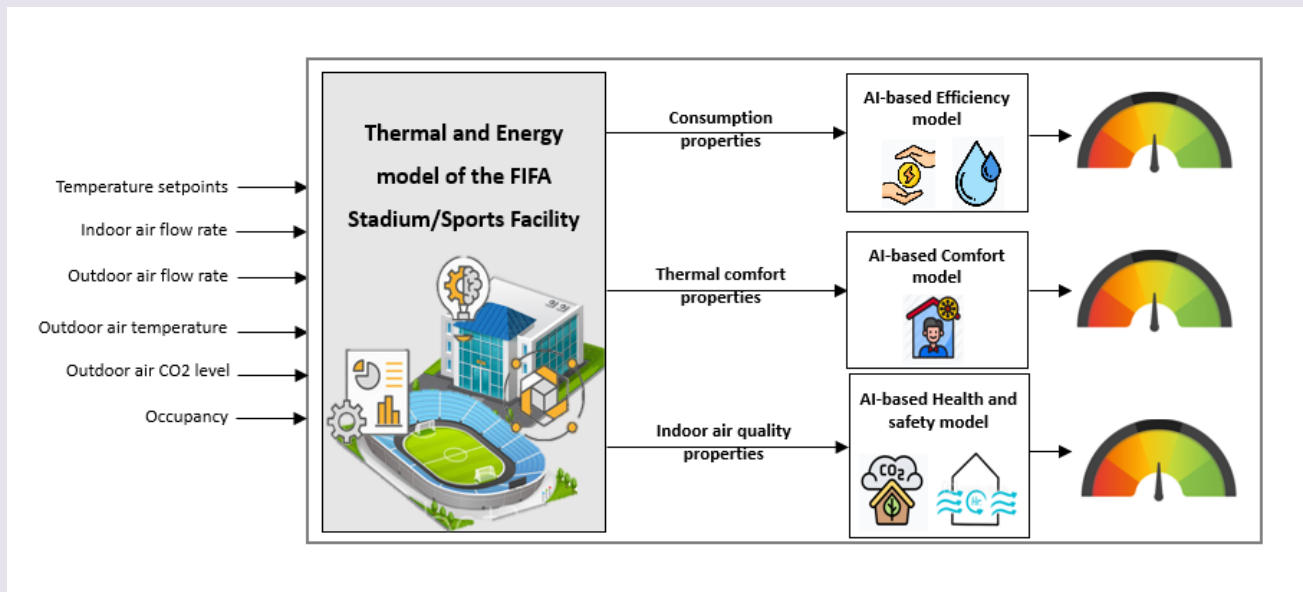 Temperature setpoints
Indoor air flow rate
Outdoor air flow rate
Outdoor air temperature
Outdoor air CO2 level
Occupancy
Thermal and Energy
model of the FIFA
Stadium/Sports Facility
Consumption
properties
Thermal comfort
properties
Indoor air quality
properties
AI-based Efficiency
model
AI-based Comfort
model
AI-based Health and
safety model
CO2